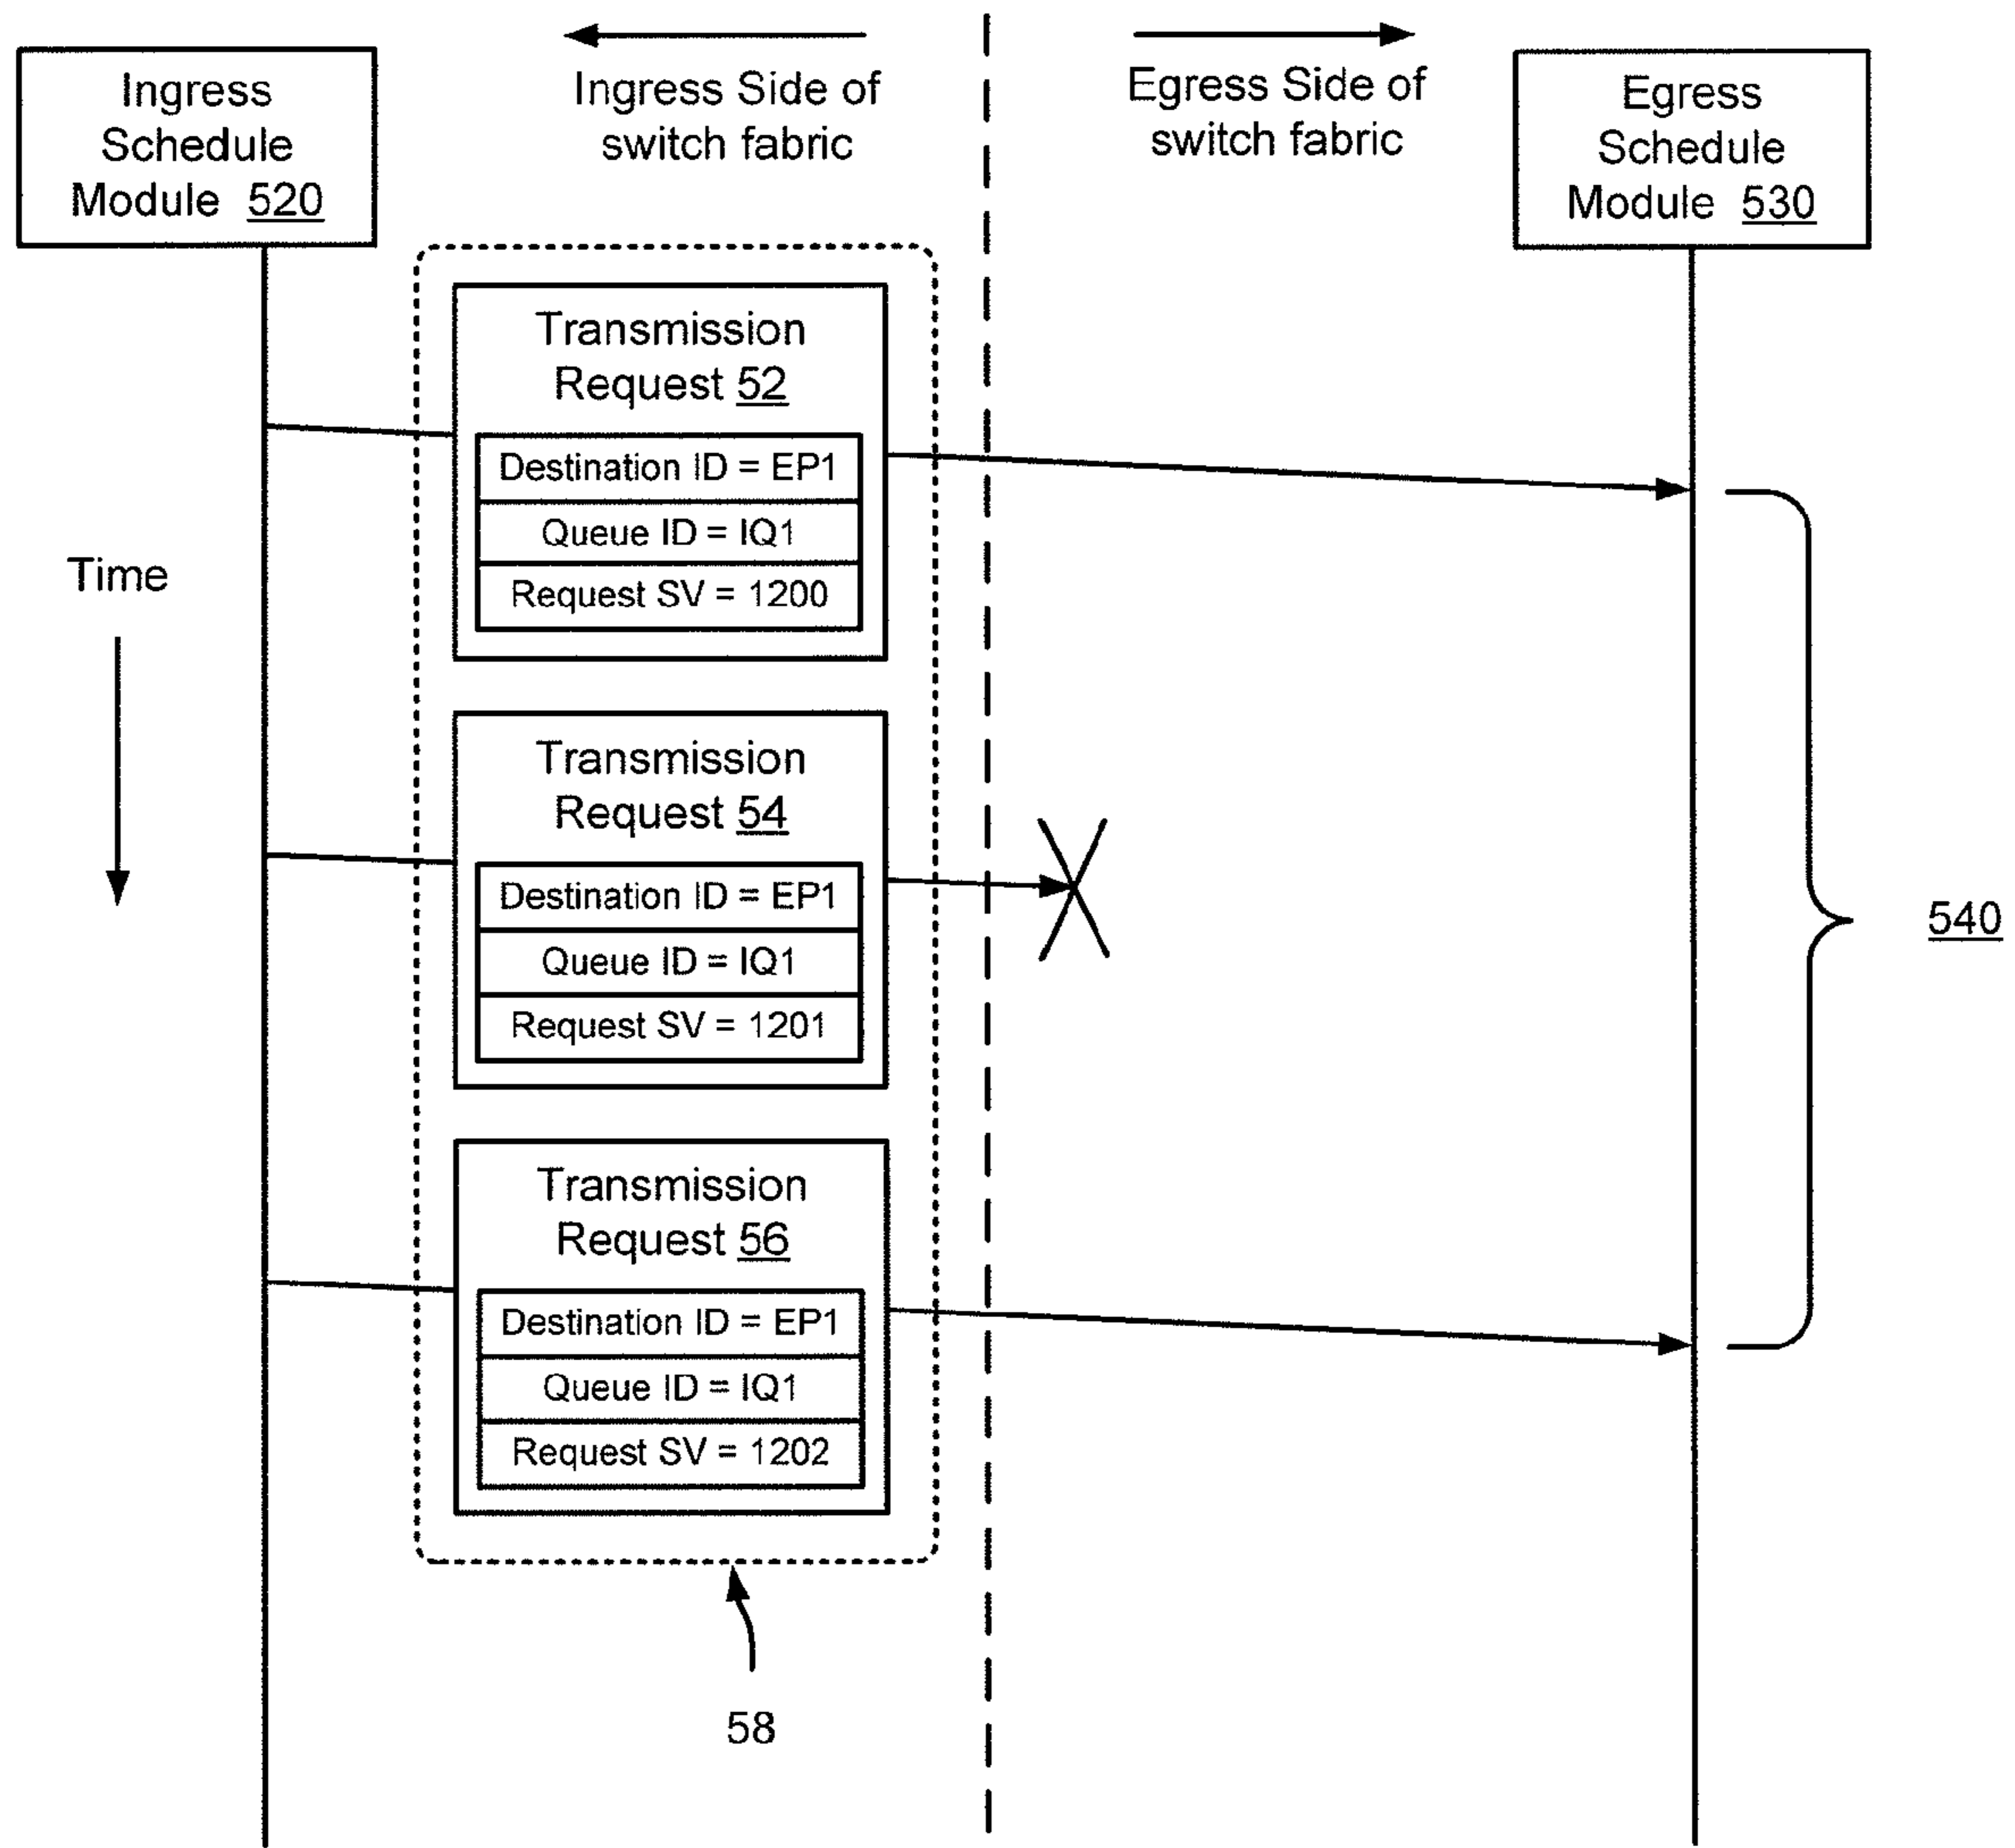 Ingress
Schedule
Module 520
Ingress Side of
switch fabric
Egress Side of
switch fabric
Egress
Schedule
Module 530
Time
Transmission
Request 52
Destination ID = EP1
Queue ID = IQ1
Request SV = 1200
Transmission
Request 54
Destination ID = EP1
Queue ID = IQ1
Request SV = 1201
Transmission
Request 56
Destination ID = EP1
Queue ID = IQ1
Request SV = 1202
540
58